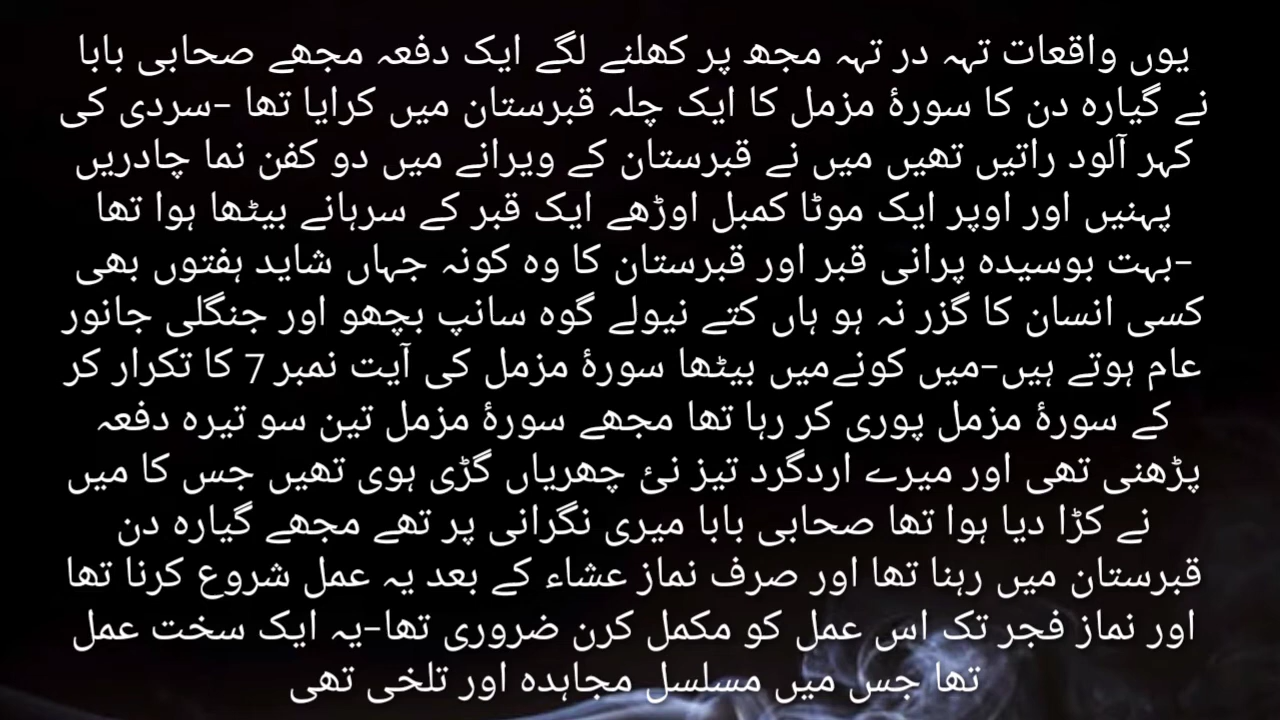 یوں واقعات تہہ در تہہ مجھ پر کھلنے لگے ایک دفعہ مجھے صحابی بابا
نے گیارہ دن کا سورۂ مزمل کا ایک چلہ قبرستان میں کرایا تھا –سردی کی
کہر آلود راتیں تھیں میں نے قبرستان کے ویرانے میں دو کفن نما چادریں
پہنیں اور اوپر ایک موٹا کمبل اوڑھے ایک قبر کے سرہانے بیٹھا ہوا تھا
–بہت بوسیدہ پرانی قبر اور قبرستان کا وہ کونہ جہاں شاید ہفتوں بھی
کسی انسان کا گزر نہ ہو ہاں کتے نیولے گوہ سانپ بچھو اور جنگلی جانور
عام ہوتے ہیں–میں کونےمیں بیٹھا سورۂ مزمل کی آیت نمبر 7 کا تکرار کر
کے سورۂ مزمل پوری کر رہا تھا مجھے سورۂ مزمل تین سو تیرہ دفعہ
پڑھنی تھی اور میرے اردگرد تیز نئ چھریاں گڑی ہوی تھیں جس کا میں
نے کڑا دیا ہوا تھا صحابی بابا میری نگرانی پر تھے مجھے گیارہ دن
قبرستان میں رہنا تھا اور صرف نماز عشاء کے بعد یہ عمل شروع کرنا تھا
اور نماز فجر تک اس عمل کو مکمل کرن ضروری تھا–یہ ایک سخت عمل
تھا جس میں مسلسل مجاہدہ اور تلخی تھی